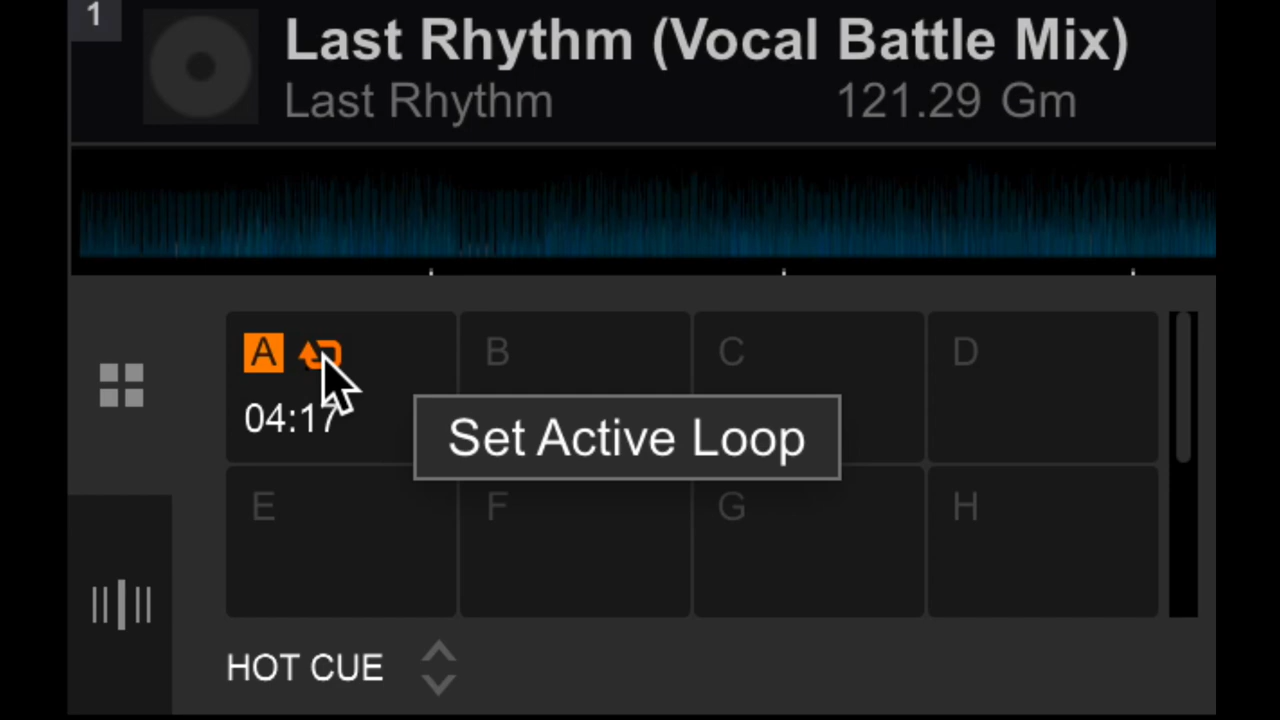 1
Last Rhythm (Vocal Battle Mix)
Last Rhythm 121.29 Gm
A B C D
04:17
Set Active Loop
E F G H
HOT CUE